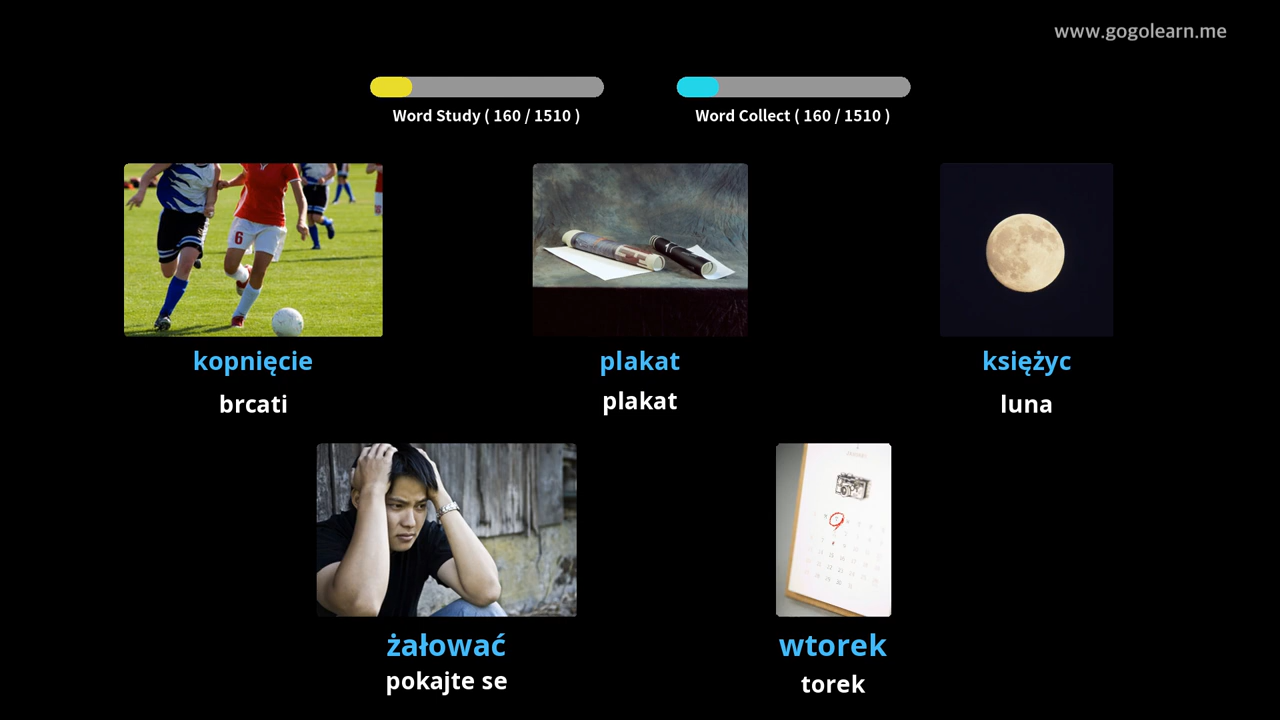 www.gogolearn.me
Word Study ( 160 / 1510 )
Word Collect ( 160 / 1510 )
6
kopnięcie
plakat
księżyc
brcati
plakat
luna
żałować
wtorek
pokajte se
torek